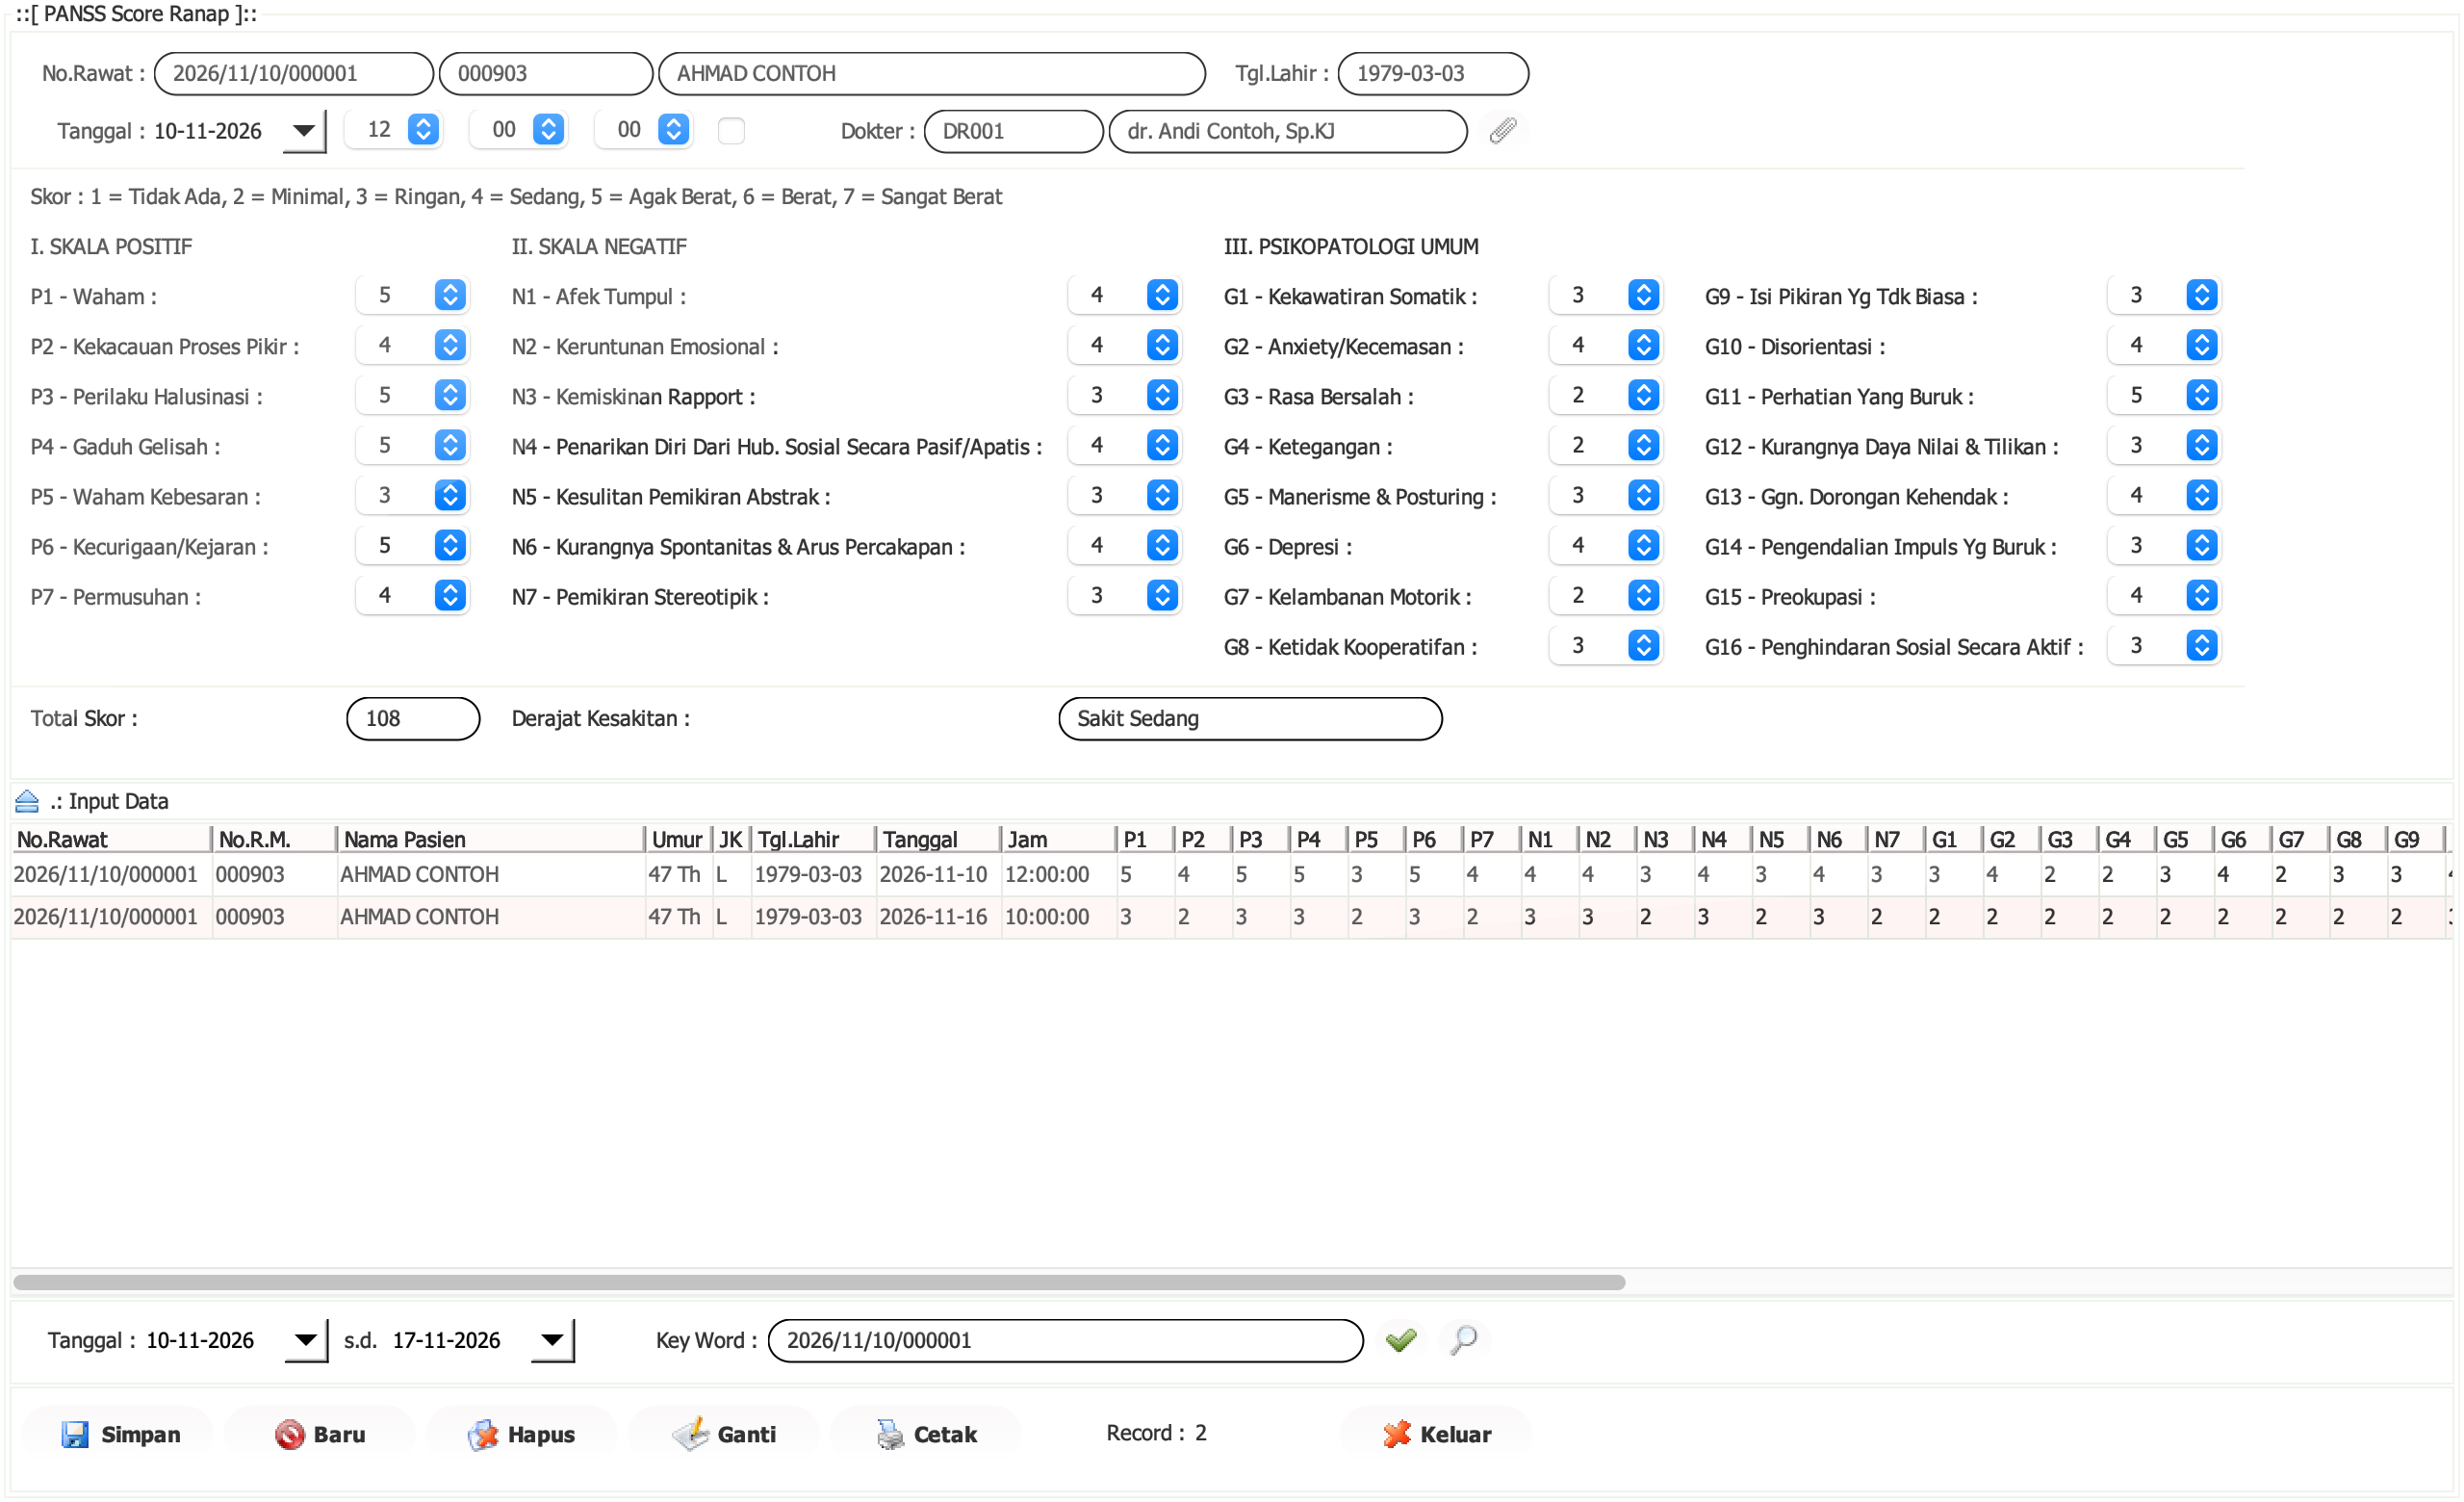 ::[ PANSS Score Ranap ]::
No.Rawat : 2026/11/10/000001 000903 AHMAD CONTOH Tgl.Lahir : 1979-03-03
Tanggal : 10-11-2026 12 00 00 Dokter : DR001 dr. Andi Contoh, Sp.KJ
Skor : 1 = Tidak Ada, 2 = Minimal, 3 = Ringan, 4 = Sedang, 5 = Agak Berat, 6 = Berat, 7 = Sangat Berat
I. SKALA POSITIF II. SKALA NEGATIF III. PSIKOPATOLOGI UMUM
P1 - Waham : 5 N1 - Afek Tumpul : 4 G1 - Kekawatiran Somatik : 3 G9 - Isi Pikiran Yg Tdk Biasa : 3
P2 - Kekacauan Proses Pikir : 4 N2 - Keruntunan Emosional : 4 G2 - Anxiety/Kecemasan : 4 G10 - Disorientasi : 4
P3 - Perilaku Halusinasi : 5 N3 - Kemiskinan Rapport : 3 G3 - Rasa Bersalah : 2 G11 - Perhatian Yang Buruk : 5
P4 - Gaduh Gelisah : 5 N4 - Penarikan Diri Dari Hub. Sosial Secara Pasif/Apatis : 4 G4 - Ketegangan : 2 G12 - Kurangnya Daya Nilai & Tilikan : 3
P5 - Waham Kebesaran : 3 N5 - Kesulitan Pemikiran Abstrak : 3 G5 - Manerisme & Posturing : 3 G13 - Ggn. Dorongan Kehendak : 4
P6 - Kecurigaan/Kejaran : 5 N6 - Kurangnya Spontanitas & Arus Percakapan : 4 G6 - Depresi : 4 G14 - Pengendalian Impuls Yg Buruk : 3
P7 - Permusuhan : 4 N7 - Pemikiran Stereotipik : 3 G7 - Kelambanan Motorik : 2 G15 - Preokupasi : 4
G8 - Ketidak Kooperatifan : 3 G16 - Penghindaran Sosial Secara Aktif : 3
Total Skor : 108 Derajat Kesakitan : Sakit Sedang
.: Input Data
No.Rawat No.R.M. Nama Pasien Umur JK Tgl.Lahir Tanggal Jam P1 P2 P3 P4 P5 P6 P7 N1 N2 N3 N4 N5 N6 N7 G1 G2 G3 G4 G5 G6 G7 G8 G9
2026/11/10/000001 000903 AHMAD CONTOH 47 Th L 1979-03-03 2026-11-10 12:00:00 5 4 5 5 3 5 4 4 4 3 4 3 4 3 3 4 2 2 3 4 2 3 3
2026/11/10/000001 000903 AHMAD CONTOH 47 Th L 1979-03-03 2026-11-16 10:00:00 3 2 3 3 2 3 2 3 3 2 3 2 3 2 2 2 2 2 2 2 2 2 2
Tanggal : 10-11-2026 s.d. 17-11-2026 Key Word : 2026/11/10/000001
Simpan Baru Hapus Ganti Cetak Record : 2 Keluar